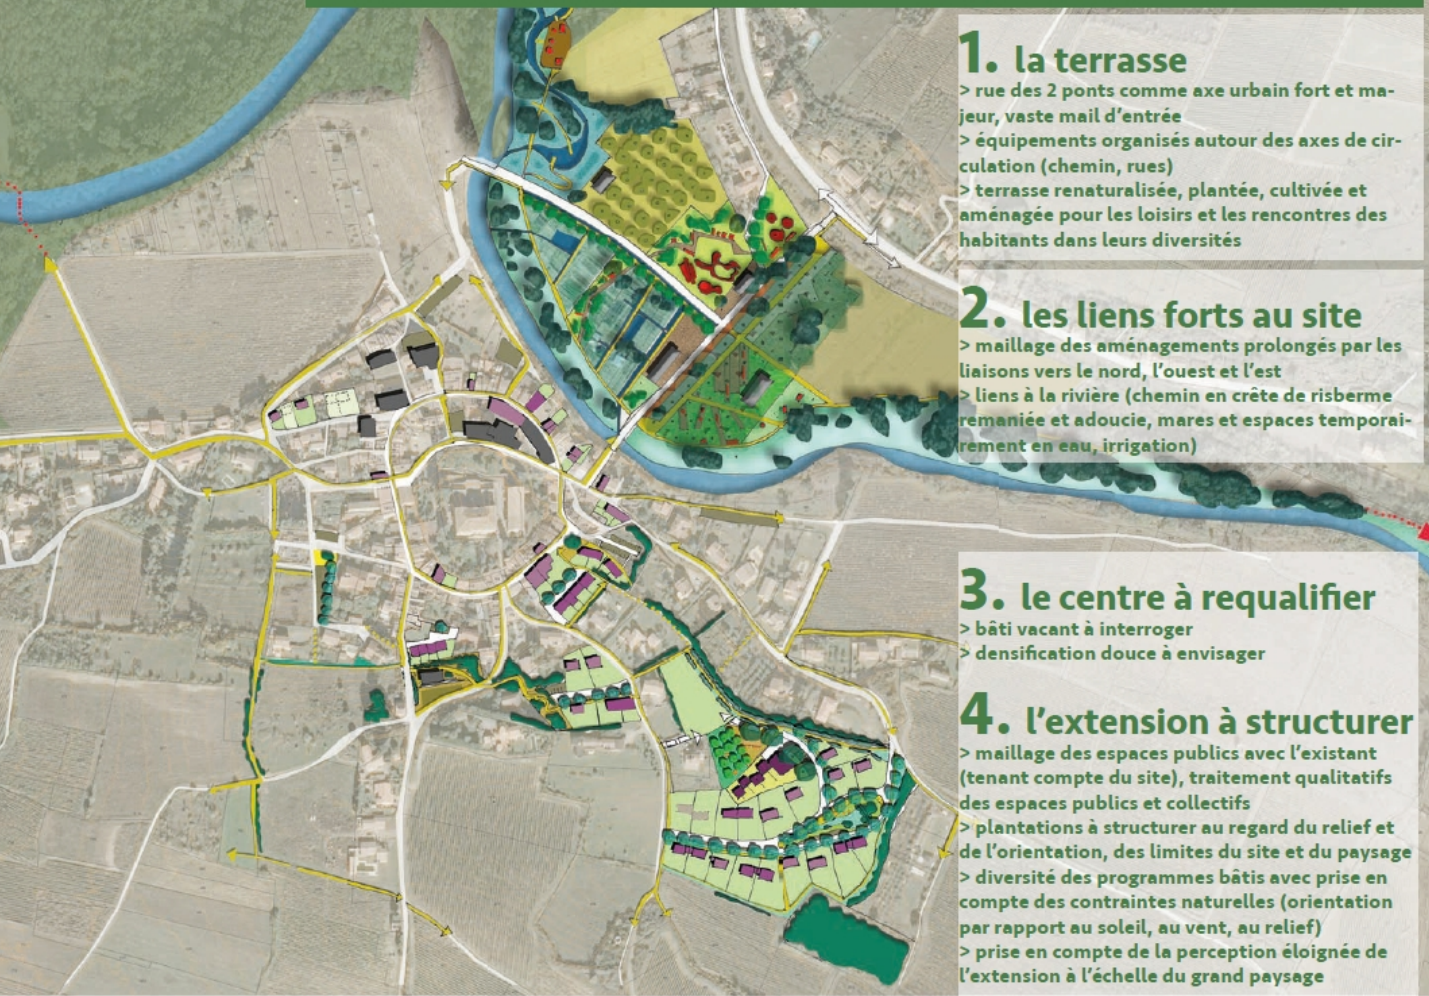 1. la terrasse
> rue des 2 ponts comme axe urbain fort et ma-
jeur, vaste mail d'entrée
> équipements organisés autour des axes de cir-
culation (chemin, rues)
> terrasse renaturalisée, plantée, cultivée et
aménagée pour les loisirs et les rencontres des
habitants dans leurs diversités
2. les liens forts au site
> maillage des aménagements prolongés par les
liaisons vers le nord, l'ouest et l'est
> liens à la rivière (chemin en crête de risberme
remaniée et adoucie, mares et espaces temporai-
rement en eau, irrigation)
3. le centre à requalifier
> bâti vacant à interroger
> densification douce à envisager
4. l'extension à structurer
> maillage des espaces publics avec l'existant
(tenant compte du site), traitement qualitatifs
des espaces publics et collectifs
> plantations à structurer au regard du relief et
de l'orientation, des limites du site et du paysage
> diversité des programmes bâtis avec prise en
compte des contraintes naturelles (orientation
par rapport au soleil, au vent, au relief)
> prise en compte de la perception éloignée de
l'extension à l'échelle du grand paysage